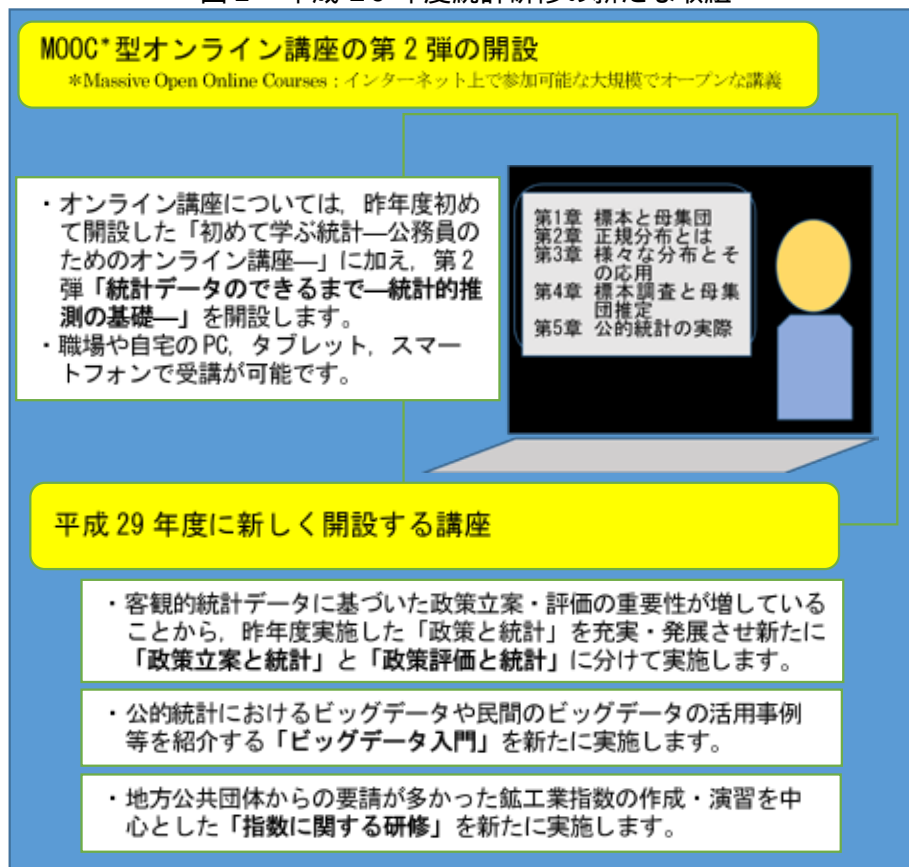 MOOC*型オンライン講座の第2弾の開設
*Massive Open Online Courses：インターネット上で参加可能な大規模でオープンな講義
・オンライン講座については，昨年度初め
て開設した「初めて学ぶ統計―公務員の
ためのオンライン講座―」に加え，第2
弾「統計データのできるまで―統計的推
測の基礎―」を開設します。
・職場や自宅のPC，タブレット，スマー
トフォンで受講が可能です。
第1章 標本と母集団
第2章 正規分布とは
第3章 様々な分布とそ
の応用
第4章 標本調査と母集
団推定
第5章 公的統計の実際
平成29年度に新しく開設する講座
・客観的統計データに基づいた政策立案・評価の重要性が増している
ことから，昨年度実施した「政策と統計」を充実・発展させ新たに
「政策立案と統計」と「政策評価と統計」に分けて実施します。
・公的統計におけるビッグデータや民間のビッグデータの活用事例
等を紹介する「ビッグデータ入門」を新たに実施します。
・地方公共団体からの要請が多かった鉱工業指数の作成・演習を中
心とした「指数に関する研修」を新たに実施します。